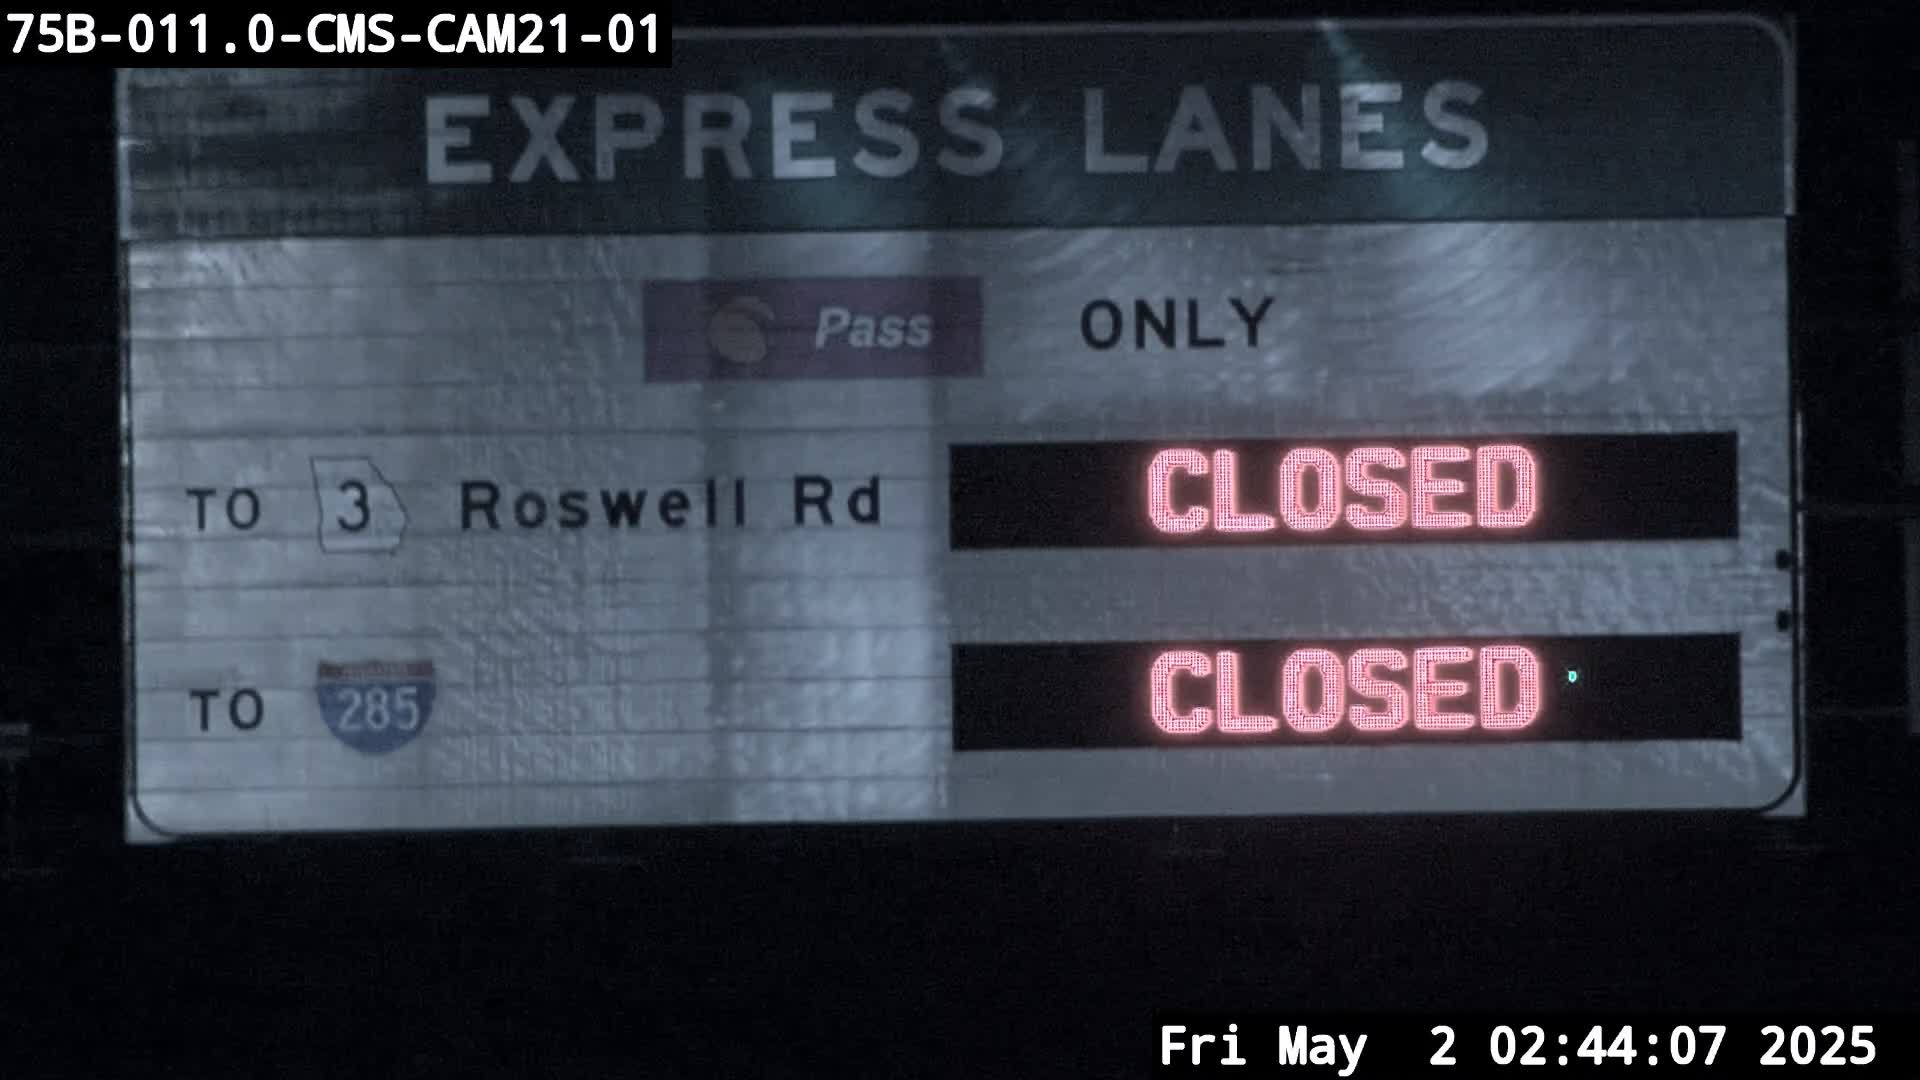 75B-011.0-CMS-CAM21-01
EXPRESS LANES
Pass ONLY
TO 3 Roswell Rd CLOSED
TO 285 CLOSED
Fri May 2 02:44:07 2025